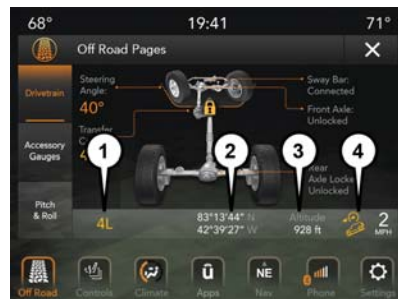 68° 19:41 71°
Off Road Pages
Steering
Angle:
40°
Sway Bar:
Connected
Drivetrain
Front Axle:
Unlocked
Transfer
Accessory
Gauges
1 2 3 4
Rear
Axle Locke
Unlocked
Pitch
& Roll
4L
83°13'44" N
42°39'27" W
Altitude
928 ft
2
MPH
NE
Off Road Controls Climate Apps Nav Phone Settings